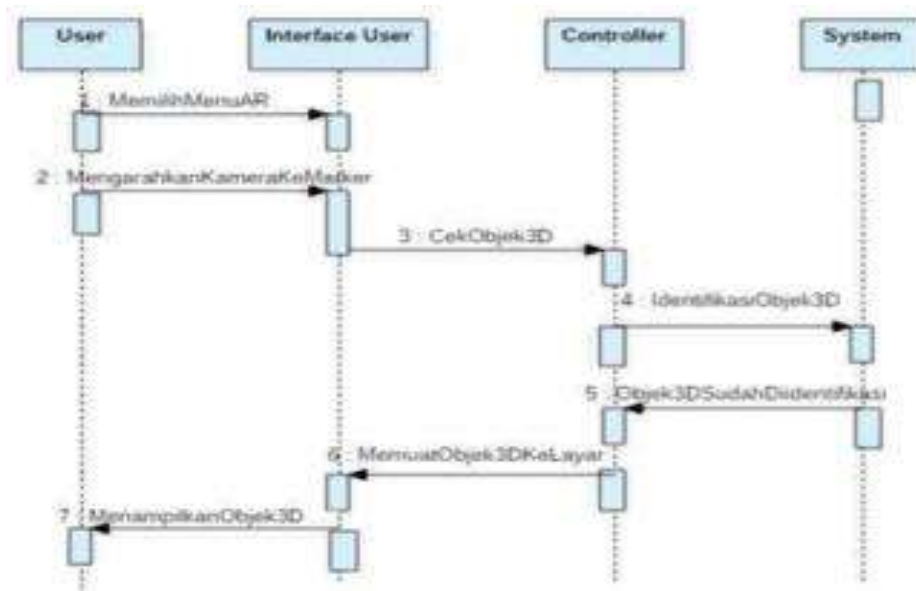 User
Interface User
Controller
System
1 : MemilihMenuAR
2 : MengarahkanKameraKeMarker
3 : CekObjek3D
4 : IdentifikasiObjek3D
5 : Objek3DSudahDiidentifikasi
6 : MemuatObjek3DKeLayar
7 : MenampilkanObjek3D